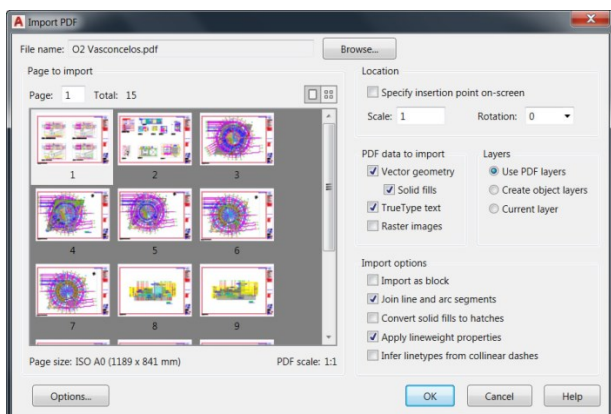 A Import PDF
File name: O2 Vasconcelos.pdf Browse...
Page to import
Page: 1 Total: 15
1 2 3
4 5 6
7 8 9
Page size: ISO A0 (1189 x 841 mm) PDF scale: 1:1
Options...
Location
Specify insertion point on-screen
Scale: 1 Rotation: 0
PDF data to import
Vector geometry
Solid fills
TrueType text
Raster images
Layers
Use PDF layers
Create object layers
Current layer
Import options
Import as block
Join line and arc segments
Convert solid fills to hatches
Apply lineweight properties
Infer linetypes from collinear dashes
OK Cancel Help